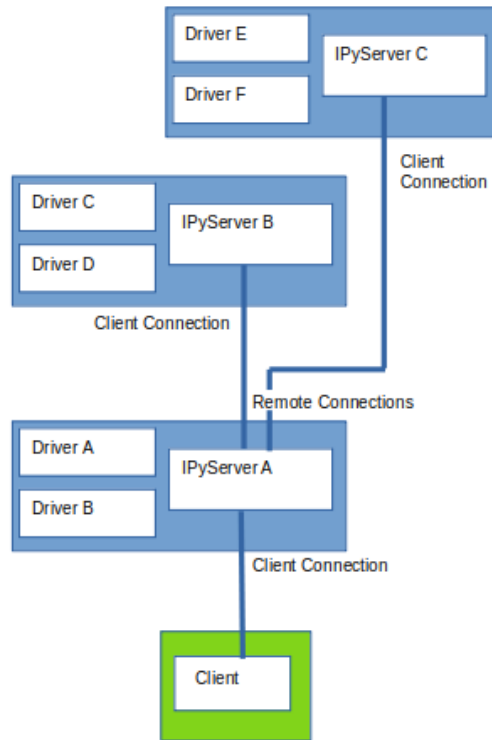 Driver E
IPyServer C
Driver F
Client
Connection
Driver C
IPyServer B
Driver D
Client Connection
Remote Connections
Driver A
IPyServer A
Driver B
Client Connection
Client